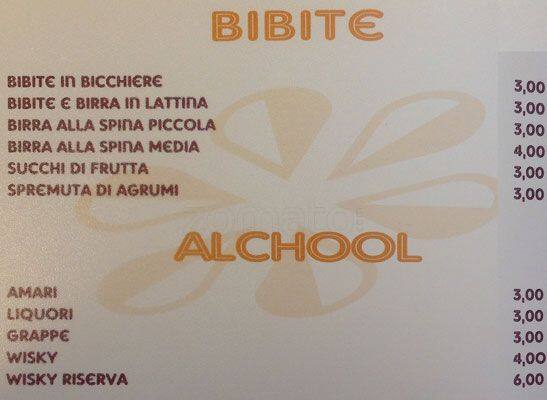 BIBITE
BIBITE IN BICCHIERE 3,00
BIBITE E BIRRA IN LATTINA 3,00
BIRRA ALLA SPINA PICCOLA 3,00
BIRRA ALLA SPINA MEDIA 4,00
SUCCHI DI FRUTTA 3,00
SPREMUTA DI AGRUMI 3,00
zomato
ALCHOOL
AMARI 3,00
LIQUORI 3,00
GRAPPE 3,00
WISKY 4,00
WISKY RISERVA 6,00